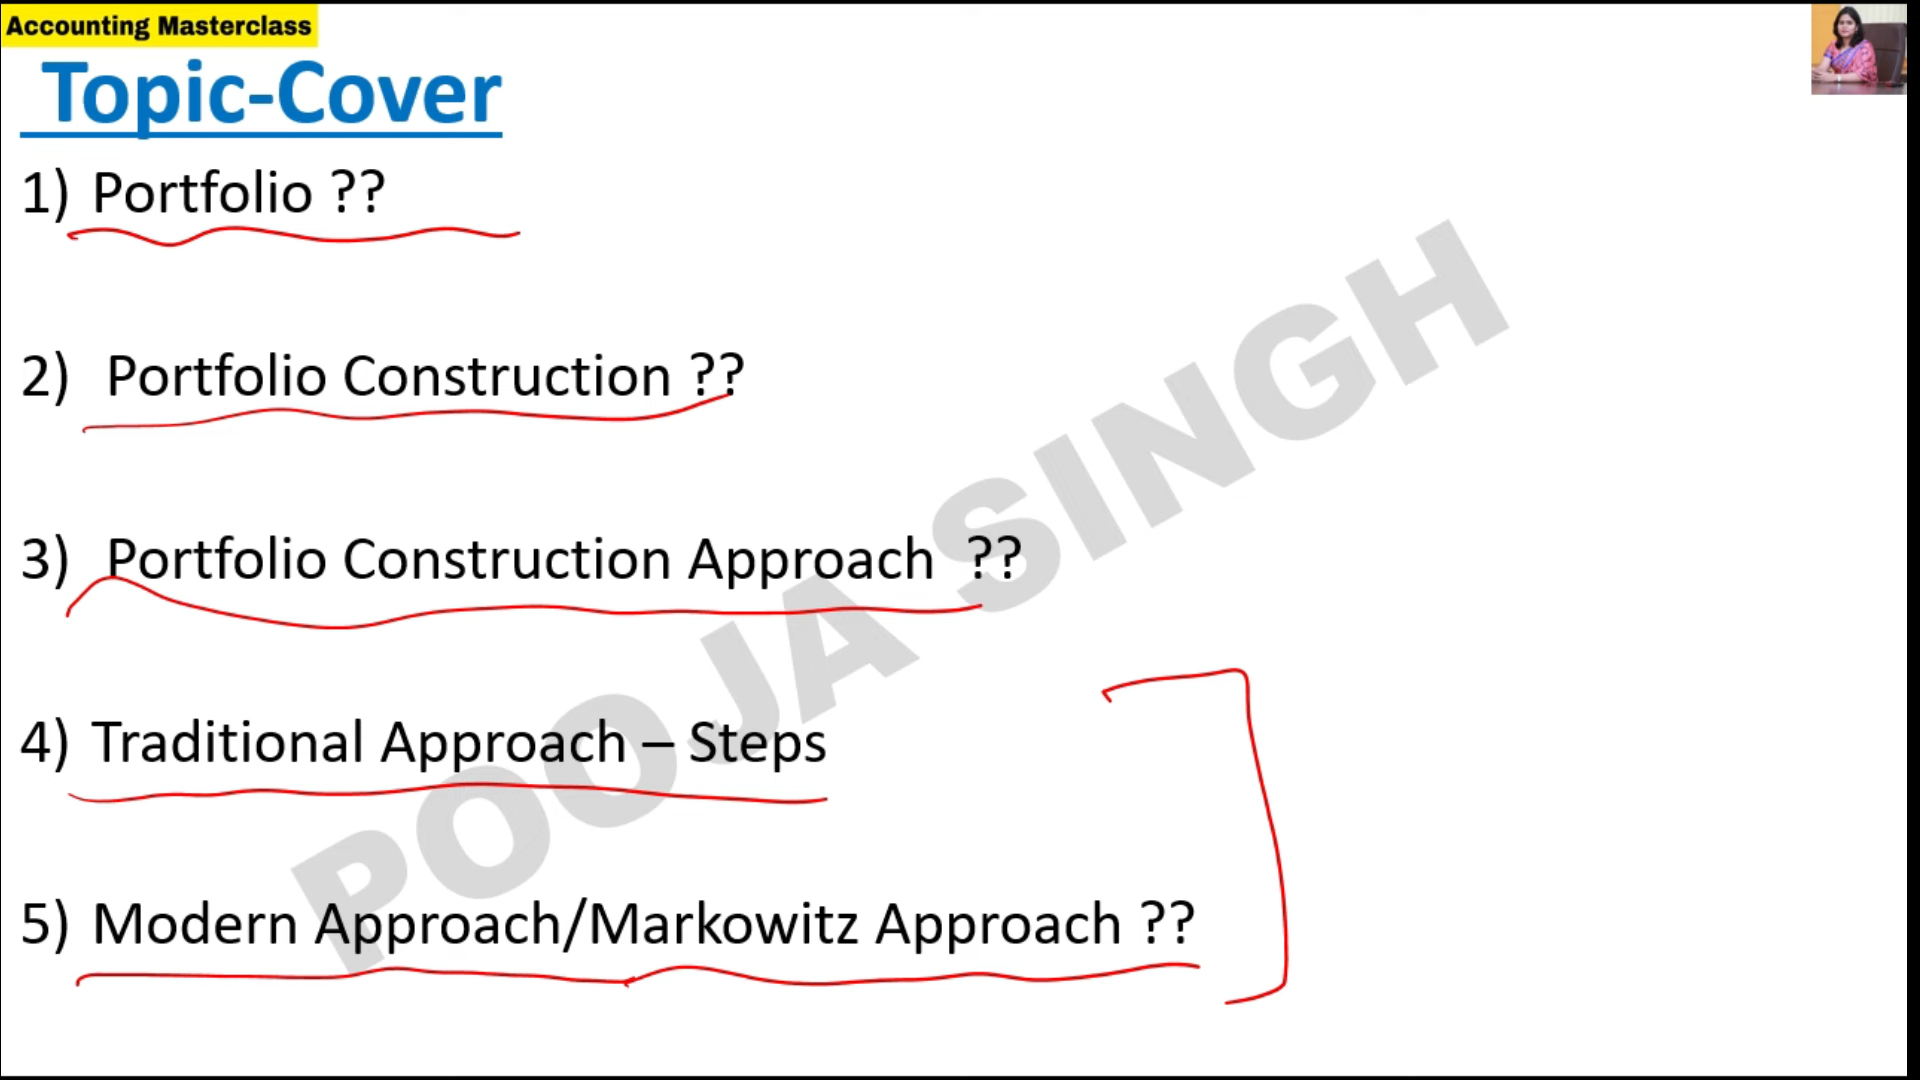 Accounting Masterclass
Topic-Cover
1) Portfolio ??
2) Portfolio Construction ??
3) Portfolio Construction Approach ??
4) Traditional Approach – Steps
5) Modern Approach/Markowitz Approach ??
POOJA SINGH